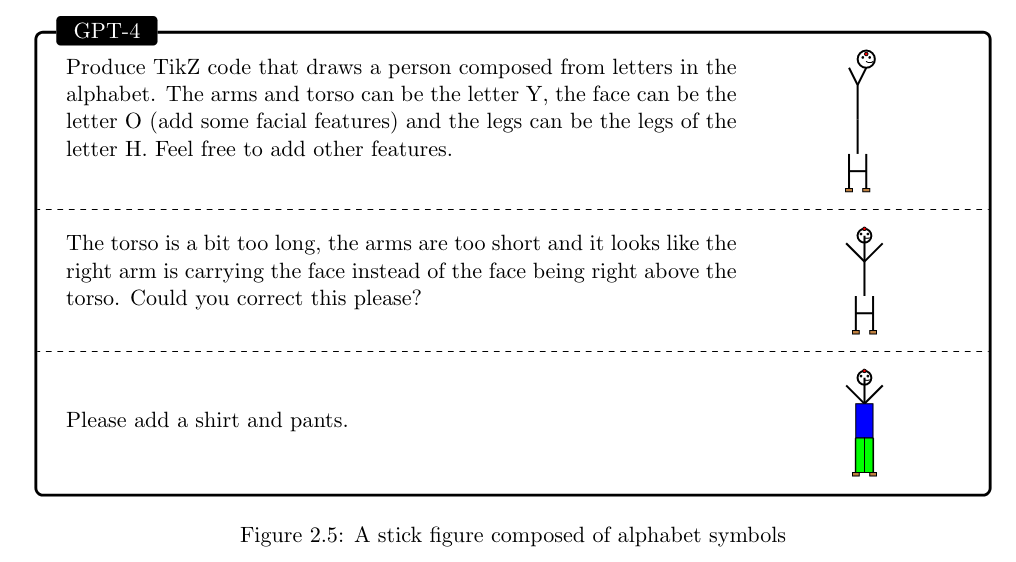 GPT-4
Produce TikZ code that draws a person composed from letters in the
alphabet. The arms and torso can be the letter Y, the face can be the
letter O (add some facial features) and the legs can be the legs of the
letter H. Feel free to add other features.
The torso is a bit too long, the arms are too short and it looks like the
right arm is carrying the face instead of the face being right above the
torso. Could you correct this please?
Please add a shirt and pants.
Figure 2.5: A stick figure composed of alphabet symbols